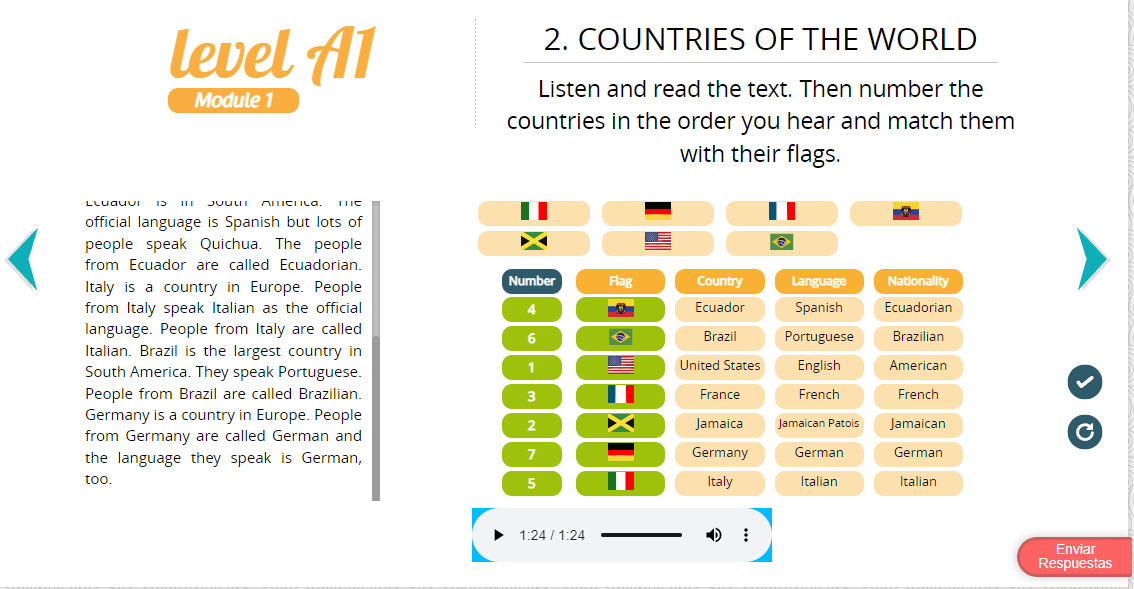 level A1
Module 1
2. COUNTRIES OF THE WORLD
Listen and read the text. Then number the
countries in the order you hear and match them
with their flags.
Ecuador is in South America. The
official language is Spanish but lots of
people speak Quichua. The people
from Ecuador are called Ecuadorian.
Italy is a country in Europe. People
from Italy speak Italian as the official
language. People from Italy are called
Italian. Brazil is the largest country in
South America. They speak Portuguese.
People from Brazil are called Brazilian.
Germany is a country in Europe. People
from Germany are called German and
the language they speak is German,
too.
Number Flag Country Language Nationality
4 Ecuador Spanish Ecuadorian
6 Brazil Portuguese Brazilian
1 United States English American
3 France French French
2 Jamaica Jamaican Patois Jamaican
7 Germany German German
5 Italy Italian Italian
1:24 / 1:24
Enviar
Respuestas